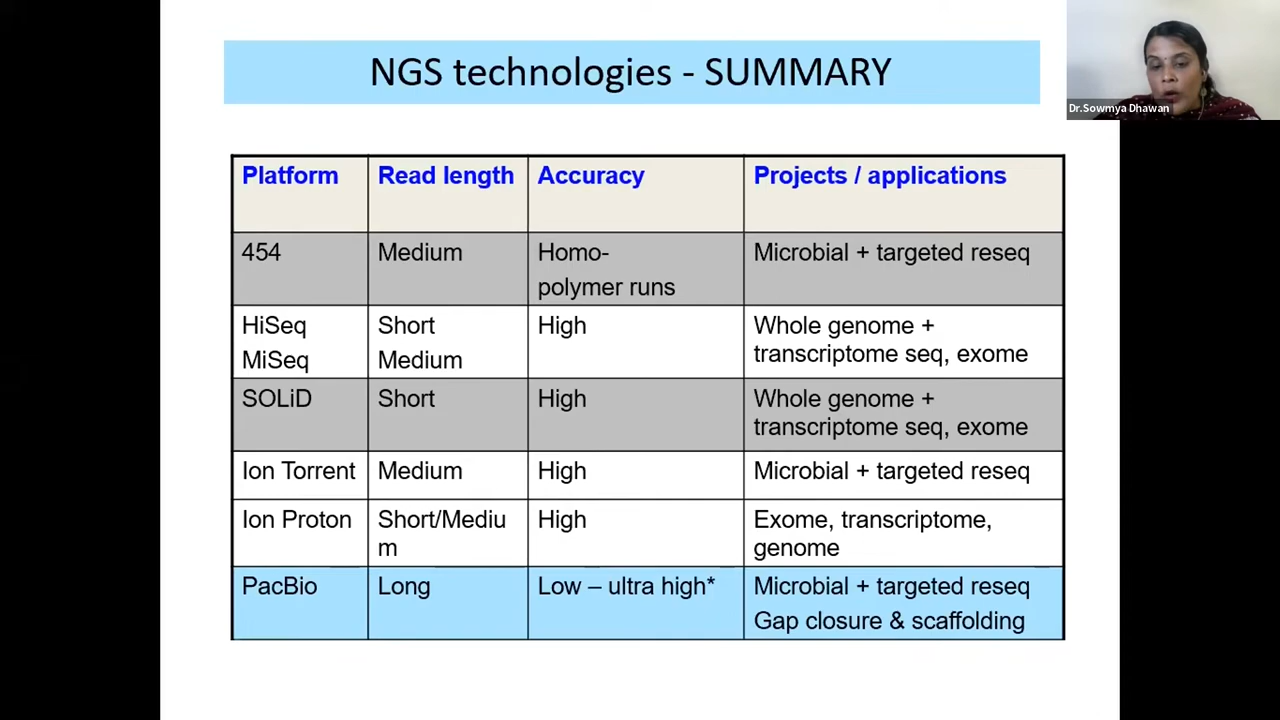 NGS technologies - SUMMARY
Dr.Sowmya Dhawan
Platform Read length Accuracy Projects / applications
454 Medium Homo- Microbial + targeted reseq
polymer runs
HiSeq Short High Whole genome +
MiSeq Medium transcriptome seq, exome
SOLiD Short High Whole genome +
transcriptome seq, exome
Ion Torrent Medium High Microbial + targeted reseq
Ion Proton Short/Mediu High Exome, transcriptome,
m genome
PacBio Long Low – ultra high* Microbial + targeted reseq
Gap closure & scaffolding